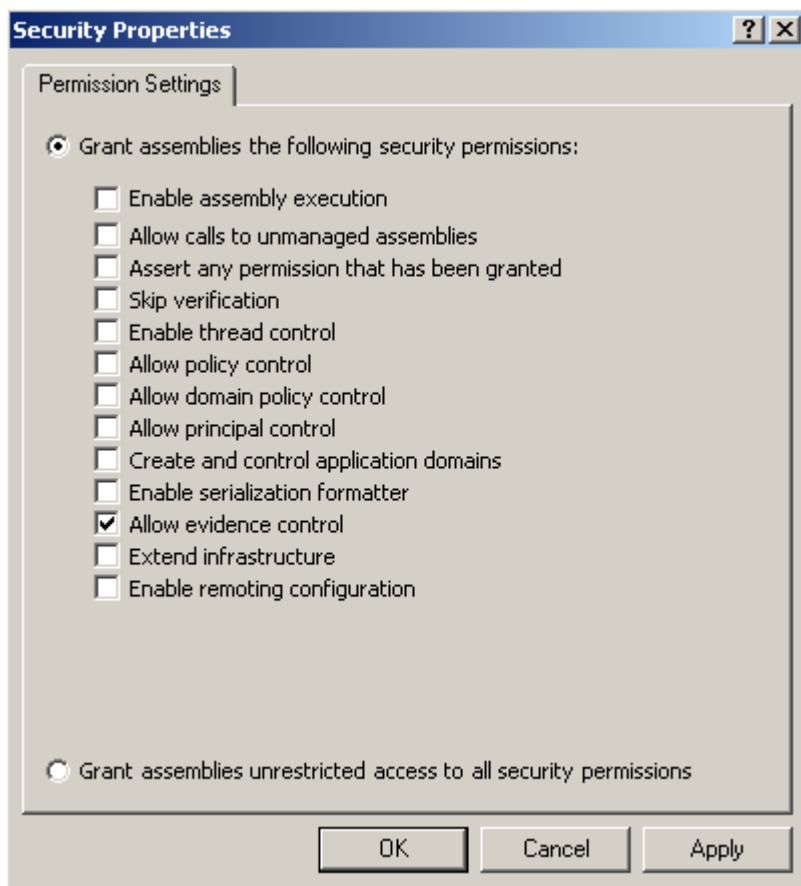 Security Properties
Permission Settings
Grant assemblies the following security permissions:
Enable assembly execution
Allow calls to unmanaged assemblies
Assert any permission that has been granted
Skip verification
Enable thread control
Allow policy control
Allow domain policy control
Allow principal control
Create and control application domains
Enable serialization formatter
Allow evidence control
Extend infrastructure
Enable remoting configuration
Grant assemblies unrestricted access to all security permissions
OK Cancel Apply